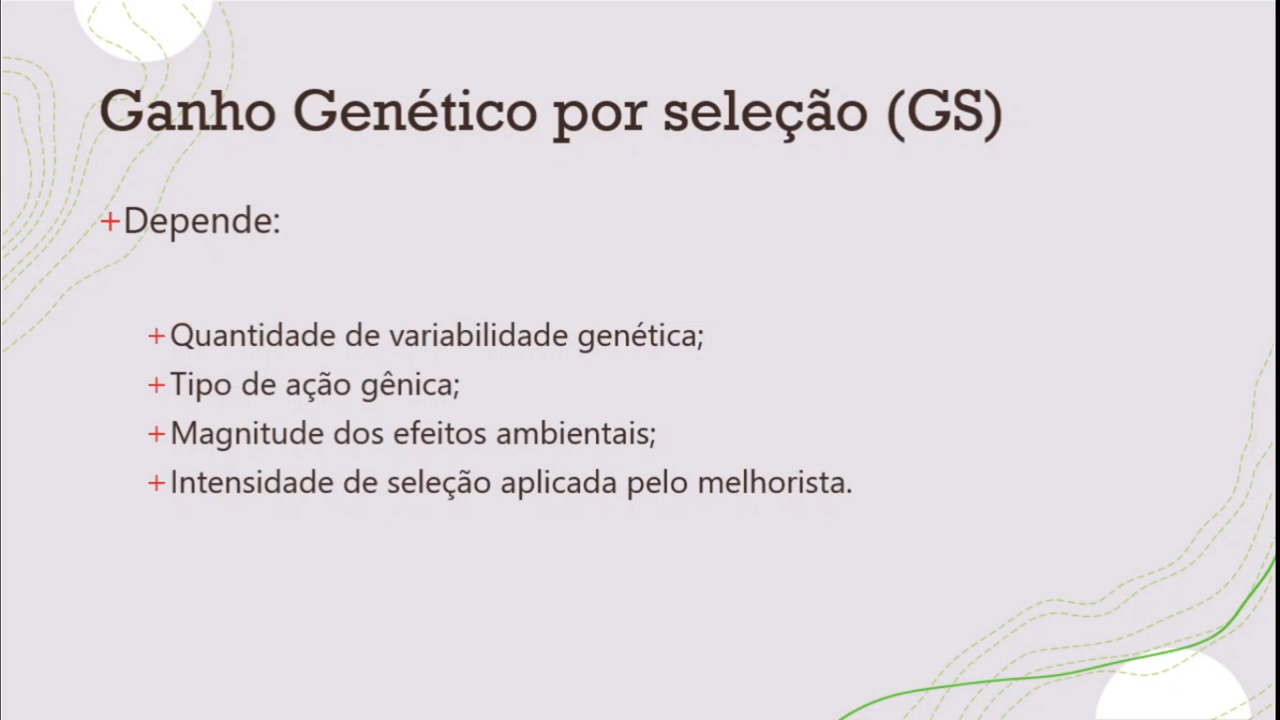 Ganho Genético por seleção (GS)
+Depende:
+Quantidade de variabilidade genética;
+Tipo de ação gênica;
+Magnitude dos efeitos ambientais;
+Intensidade de seleção aplicada pelo melhorista.